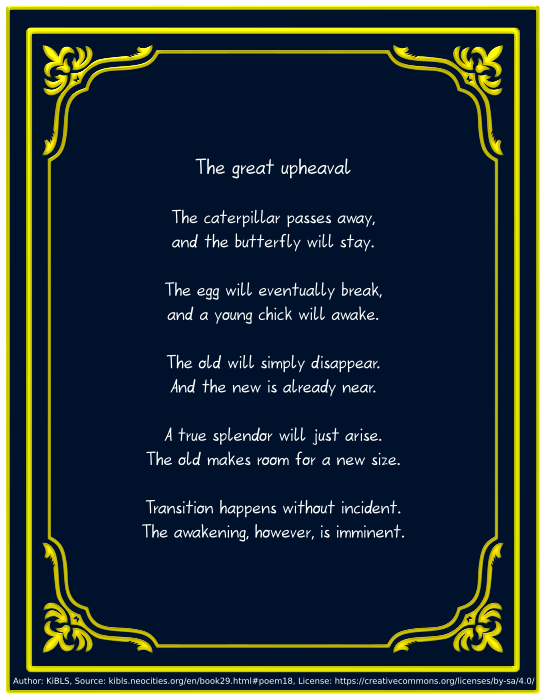 The great upheaval
The caterpillar passes away,
and the butterfly will stay.
The egg will eventually break,
and a young chick will awake.
The old will simply disappear.
And the new is already near.
A true splendor will just arise.
The old makes room for a new size.
Transition happens without incident.
The awakening, however, is imminent.
Author: KiBLS, Source: kibls.neocities.org/en/book29.html#poem18, License: https://creativecommons.org/licenses/by-sa/4.0/